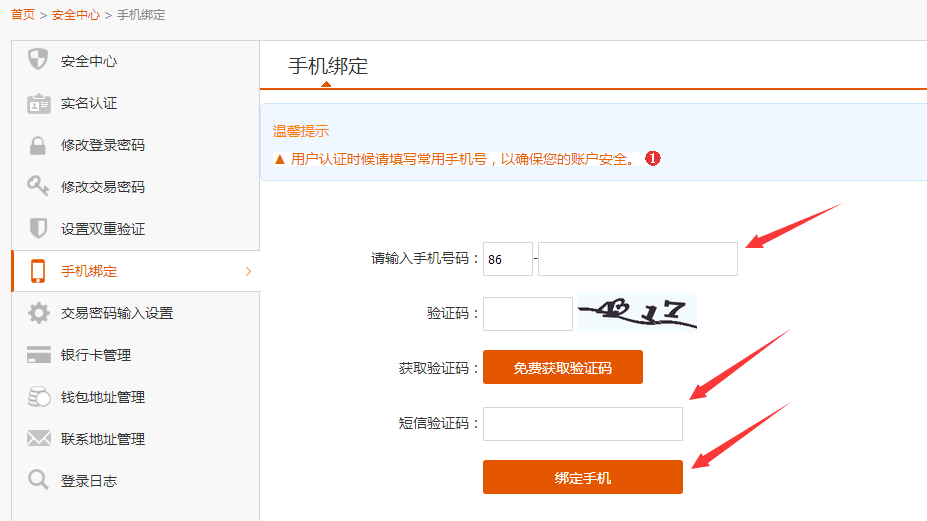 首页 > 安全中心 > 手机绑定
安全中心
实名认证
修改登录密码
修改交易密码
设置双重验证
手机绑定
交易密码输入设置
银行卡管理
钱包地址管理
联系地址管理
登录日志
手机绑定
温馨提示
▲ 用户认证时候请填写常用手机号，以确保您的账户安全。 1
请输入手机号码： 86 -
验证码： 4317
获取验证码： 免费获取验证码
短信验证码：
绑定手机